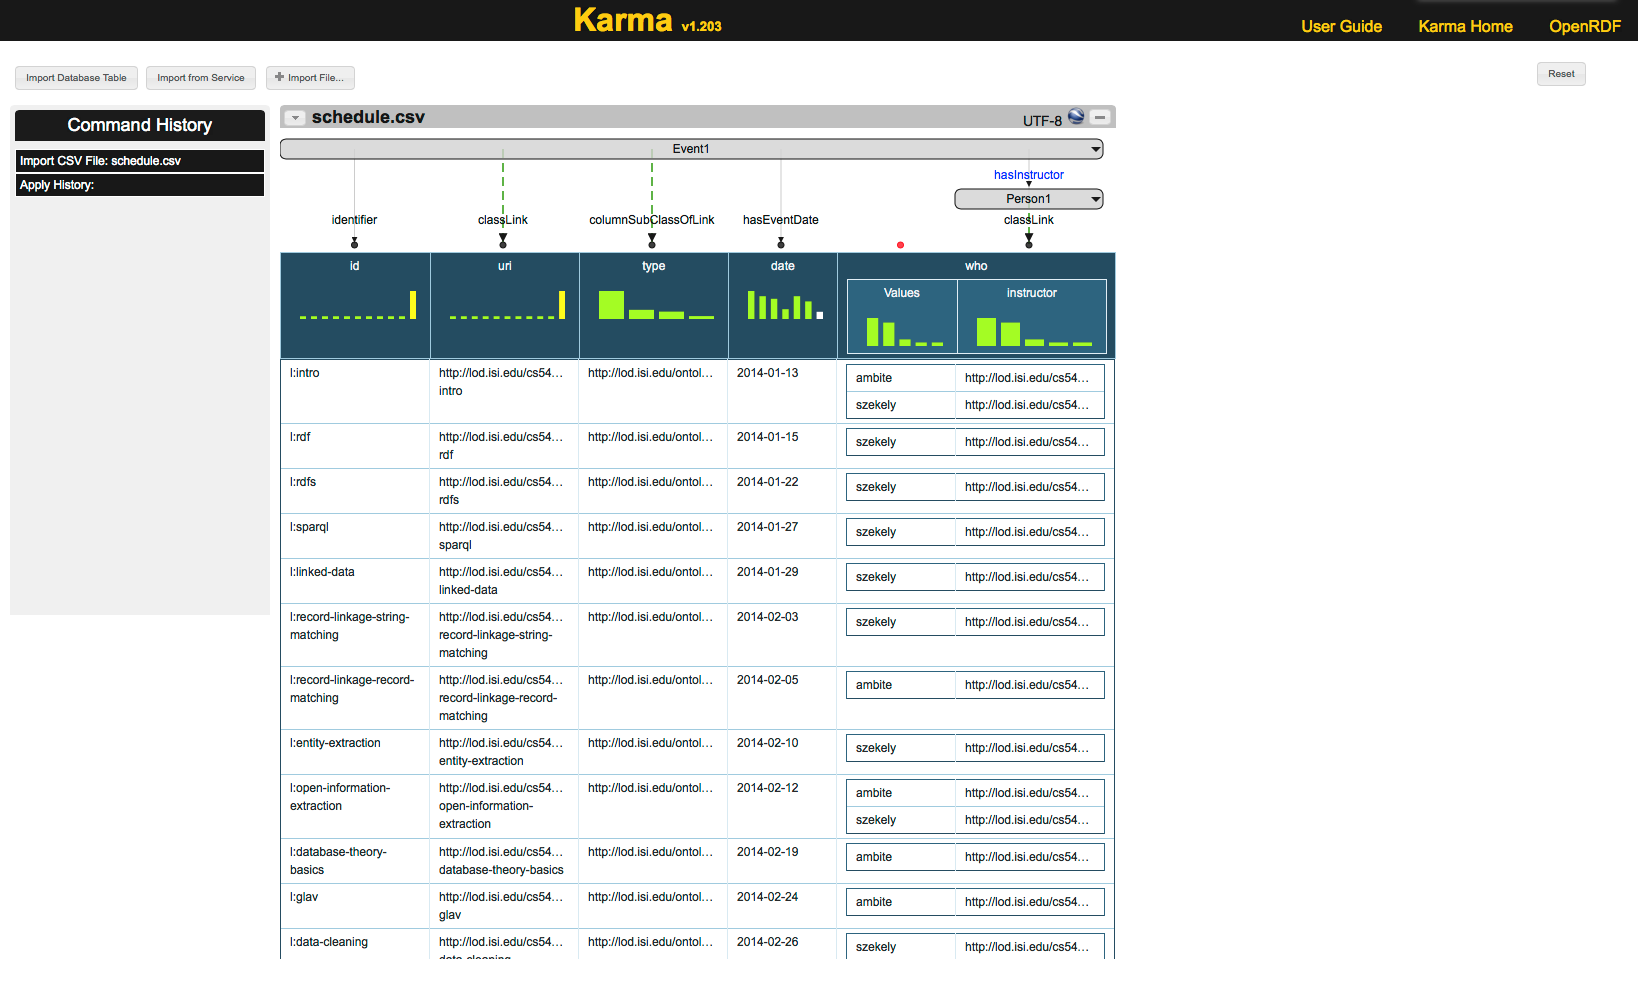 Karma v1.203
User Guide Karma Home OpenRDF
Import Database Table Import from Service Import File... Reset
Command History
Import CSV File: schedule.csv
Apply History:
schedule.csv UTF-8
Event1
hasInstructor
Person1
identifier classLink columnSubClassOfLink hasEventDate classLink
id uri type date who
Values instructor
l:intro http://lod.isi.edu/cs54... http://lod.isi.edu/ontol... 2014-01-13 ambite http://lod.isi.edu/cs54...
intro szekely http://lod.isi.edu/cs54...
l:rdf http://lod.isi.edu/cs54... http://lod.isi.edu/ontol... 2014-01-15 szekely http://lod.isi.edu/cs54...
rdf
l:rdfs http://lod.isi.edu/cs54... http://lod.isi.edu/ontol... 2014-01-22 szekely http://lod.isi.edu/cs54...
rdfs
l:sparql http://lod.isi.edu/cs54... http://lod.isi.edu/ontol... 2014-01-27 szekely http://lod.isi.edu/cs54...
sparql
l:linked-data http://lod.isi.edu/cs54... http://lod.isi.edu/ontol... 2014-01-29 szekely http://lod.isi.edu/cs54...
linked-data
l:record-linkage-string- http://lod.isi.edu/cs54... http://lod.isi.edu/ontol... 2014-02-03 szekely http://lod.isi.edu/cs54...
matching record-linkage-string-
matching
l:record-linkage-record- http://lod.isi.edu/cs54... http://lod.isi.edu/ontol... 2014-02-05 ambite http://lod.isi.edu/cs54...
matching record-linkage-record-
matching
l:entity-extraction http://lod.isi.edu/cs54... http://lod.isi.edu/ontol... 2014-02-10 szekely http://lod.isi.edu/cs54...
entity-extraction
l:open-information- http://lod.isi.edu/cs54... http://lod.isi.edu/ontol... 2014-02-12 ambite http://lod.isi.edu/cs54...
extraction open-information-
extraction szekely http://lod.isi.edu/cs54...
l:database-theory- http://lod.isi.edu/cs54... http://lod.isi.edu/ontol... 2014-02-19 ambite http://lod.isi.edu/cs54...
basics database-theory-basics
l:glav http://lod.isi.edu/cs54... http://lod.isi.edu/ontol... 2014-02-24 ambite http://lod.isi.edu/cs54...
glav
l:data-cleaning http://lod.isi.edu/cs54... http://lod.isi.edu/ontol... 2014-02-26 szekely http://lod.isi.edu/cs54...